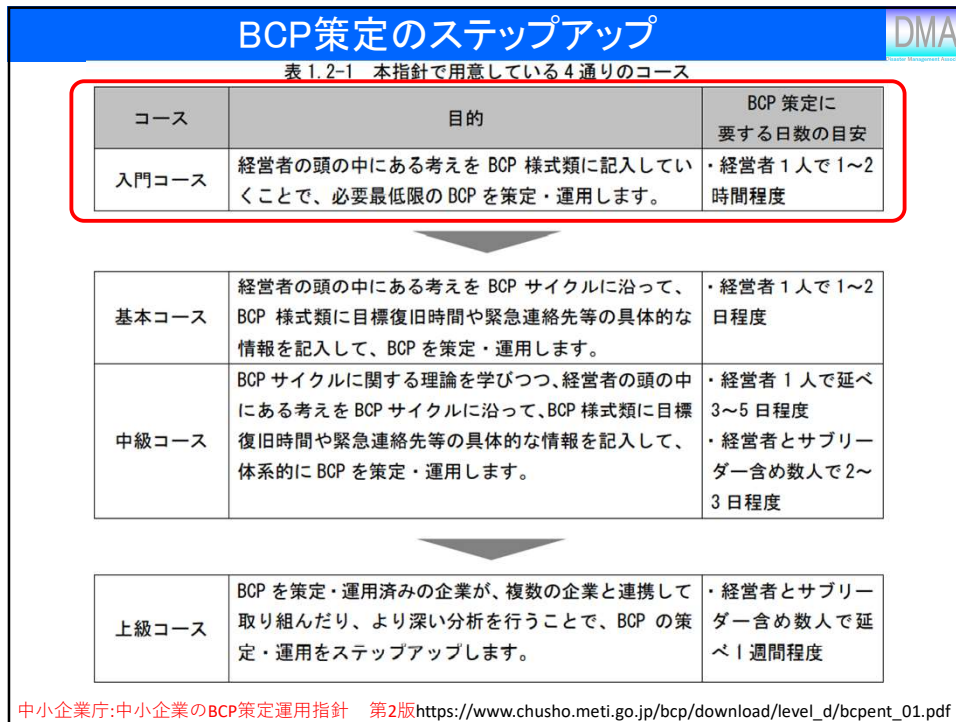 BCP策定のステップアップ
DMA
表 1.2-1 本指針で用意している 4 通りのコース
コース
目的
BCP 策定に
要する日数の目安
入門コース
経営者の頭の中にある考えを BCP 様式類に記入してい
くことで、必要最低限の BCP を策定・運用します。
・経営者 1 人で 1～2
時間程度
基本コース
経営者の頭の中にある考えを BCP サイクルに沿って、
BCP 様式類に目標復旧時間や緊急連絡先等の具体的な
情報を記入して、BCP を策定・運用します。
・経営者 1 人で 1～2
日程度
中級コース
BCP サイクルに関する理論を学びつつ、経営者の頭の中
にある考えを BCP サイクルに沿って、BCP 様式類に目標
復旧時間や緊急連絡先等の具体的な情報を記入して、
体系的に BCP を策定・運用します。
・経営者 1 人で延べ
3～5 日程度
・経営者とサブリー
ダー含め数人で 2～
3 日程度
上級コース
BCP を策定・運用済みの企業が、複数の企業と連携して
取り組んだり、より深い分析を行うことで、BCP の策
定・運用をステップアップします。
・経営者とサブリー
ダー含め数人で延
べ 1 週間程度
中小企業庁:中小企業のBCP策定運用指針　第2版https://www.chusho.meti.go.jp/bcp/download/level_d/bcpent_01.pdf